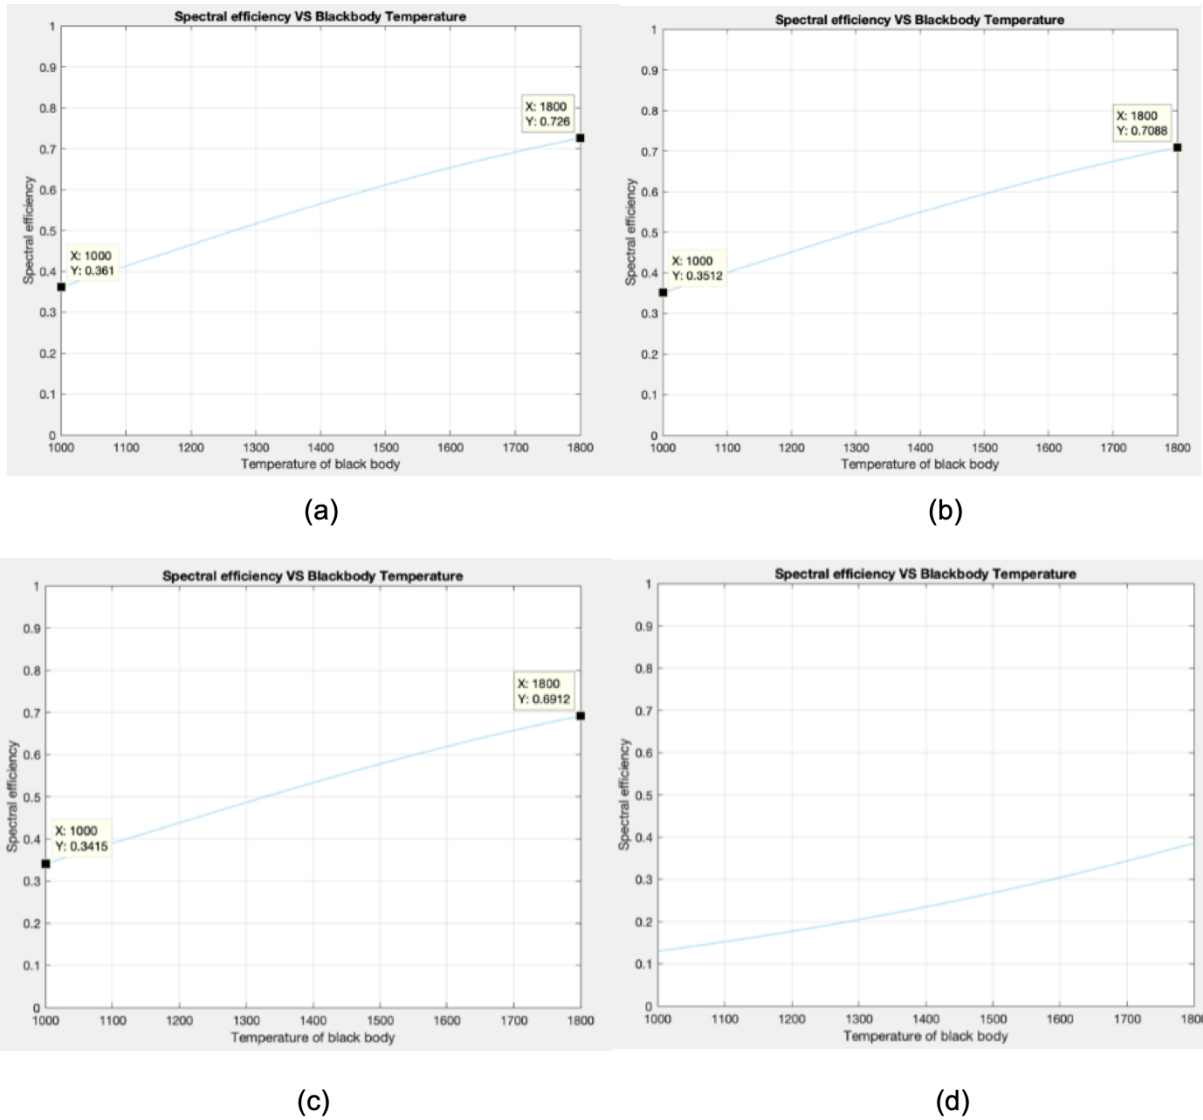 Spectral efficiency VS Blackbody Temperature
1
0.9
0.8
0.7
0.6
0.5
0.4
0.3
0.2
0.1
0
Spectral efficiency
X: 1800
Y: 0.726
X: 1000
Y: 0.361
1000 1100 1200 1300 1400 1500 1600 1700 1800
Temperature of black body
(a)
Spectral efficiency VS Blackbody Temperature
1
0.9
0.8
0.7
0.6
0.5
0.4
0.3
0.2
0.1
0
Spectral efficiency
X: 1800
Y: 0.7088
X: 1000
Y: 0.3512
1000 1100 1200 1300 1400 1500 1600 1700 1800
Temperature of black body
(b)
Spectral efficiency VS Blackbody Temperature
1
0.9
0.8
0.7
0.6
0.5
0.4
0.3
0.2
0.1
0
Spectral efficiency
X: 1800
Y: 0.6912
X: 1000
Y: 0.3415
1000 1100 1200 1300 1400 1500 1600 1700 1800
Temperature of black body
(c)
Spectral efficiency VS Blackbody Temperature
1
0.9
0.8
0.7
0.6
0.5
0.4
0.3
0.2
0.1
0
Spectral efficiency
1000 1100 1200 1300 1400 1500 1600 1700 1800
Temperature of black body
(d)